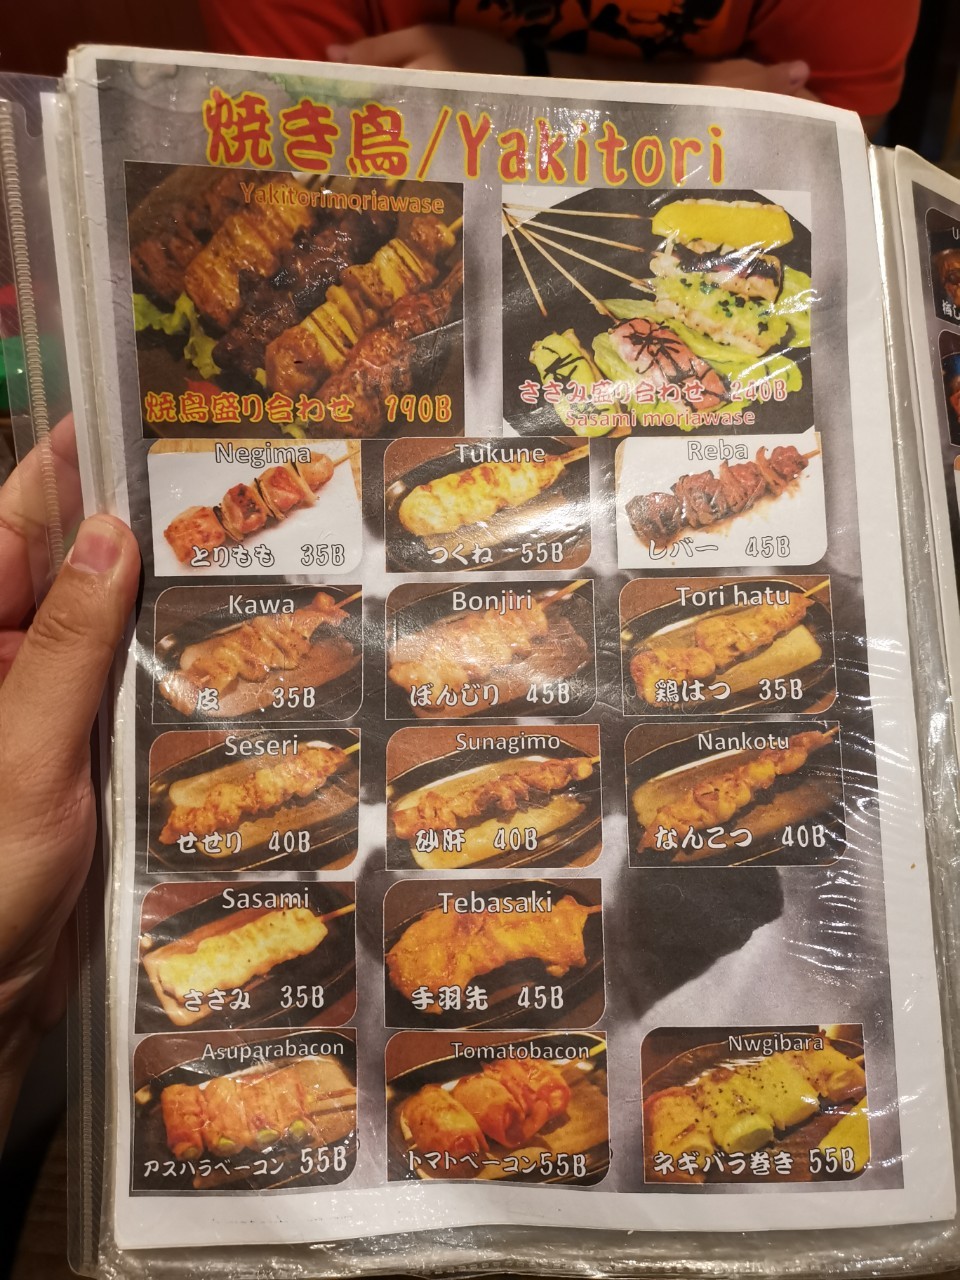 焼き鳥/Yakitori
Yakitorimoriawase
焼鳥盛り合わせ 190B
ささみ盛り合わせ 240B
Sasami moriawase
Negima
とりもも 35B
Tukune
つくね 55B
Reba
レバー 45B
Kawa
皮 35B
Bonjiri
ぼんじり 45B
Tori hatu
鶏はつ 35B
Seseri
せせり 40B
Sunagimo
砂肝 40B
Nankotu
なんこつ 40B
Sasami
ささみ 35B
Tebasaki
手羽先 45B
Asuparabacon
アスパラベーコン 55B
Tomatobacon
トマトベーコン55B
Nwgibara
ネギバラ巻き 55B